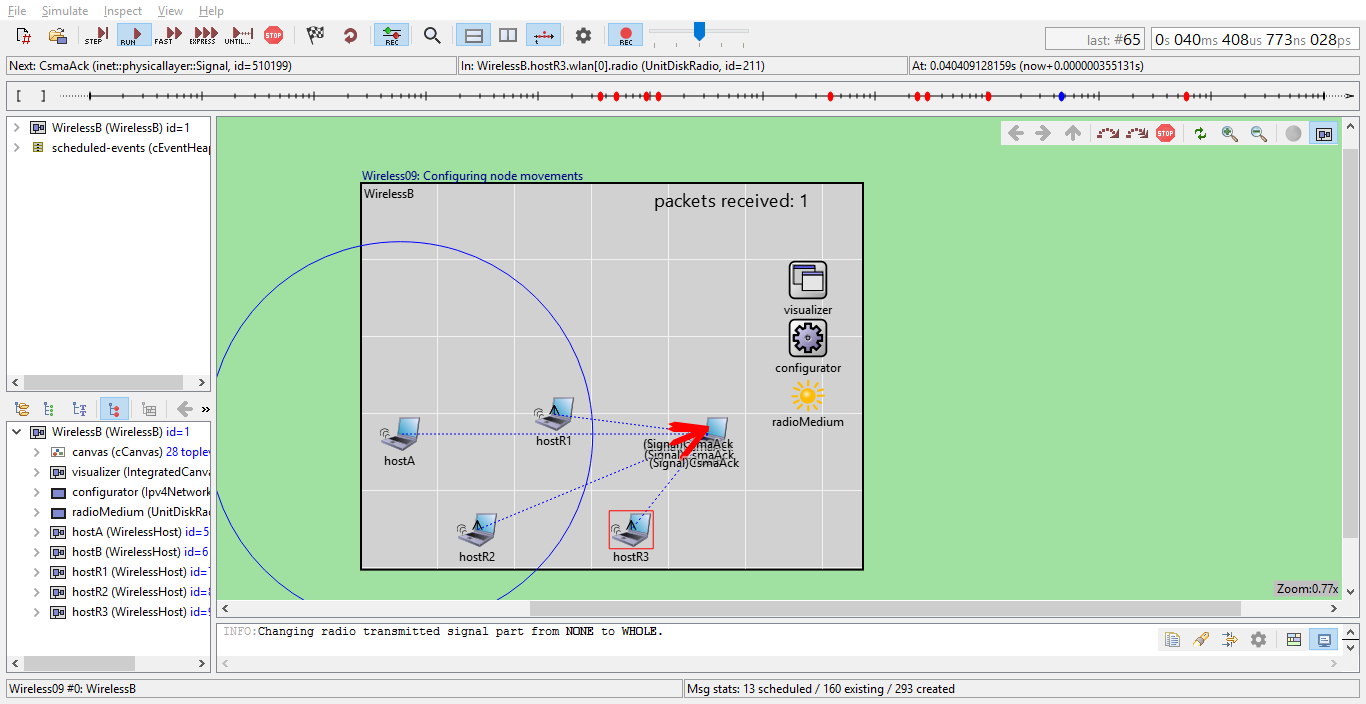 File Simulate Inspect View Help
STEP RUN FAST EXPRESS UNTIL... STOP REC REC
last: #65 0s 040ms 408us 773ns 028ps
Next: CsmaAck (inet::physicallayer::Signal, id=510199) In: WirelessB.hostR3.wlan[0].radio (UnitDiskRadio, id=211) At: 0.040409128159s (now+0.000000355131s)
[ ]
WirelessB (WirelessB) id=1
scheduled-events (cEventHeap
STOP
Wireless09: Configuring node movements
WirelessB
packets received: 1
visualizer
configurator
radioMedium
hostR1
hostA
(Signal)CsmaAck
(Signal)CsmaAck
(Signal)CsmaAck
hostR2
hostR3
Zoom:0.77x
WirelessB (WirelessB) id=1
canvas (cCanvas) 28 toplev
visualizer (IntegratedCanva
configurator (Ipv4Network
radioMedium (UnitDiskRad
hostA (WirelessHost) id=5
hostB (WirelessHost) id=6
hostR1 (WirelessHost) id=
hostR2 (WirelessHost) id=
hostR3 (WirelessHost) id=
INFO:Changing radio transmitted signal part from NONE to WHOLE.
Wireless09 #0: WirelessB
Msg stats: 13 scheduled / 160 existing / 293 created